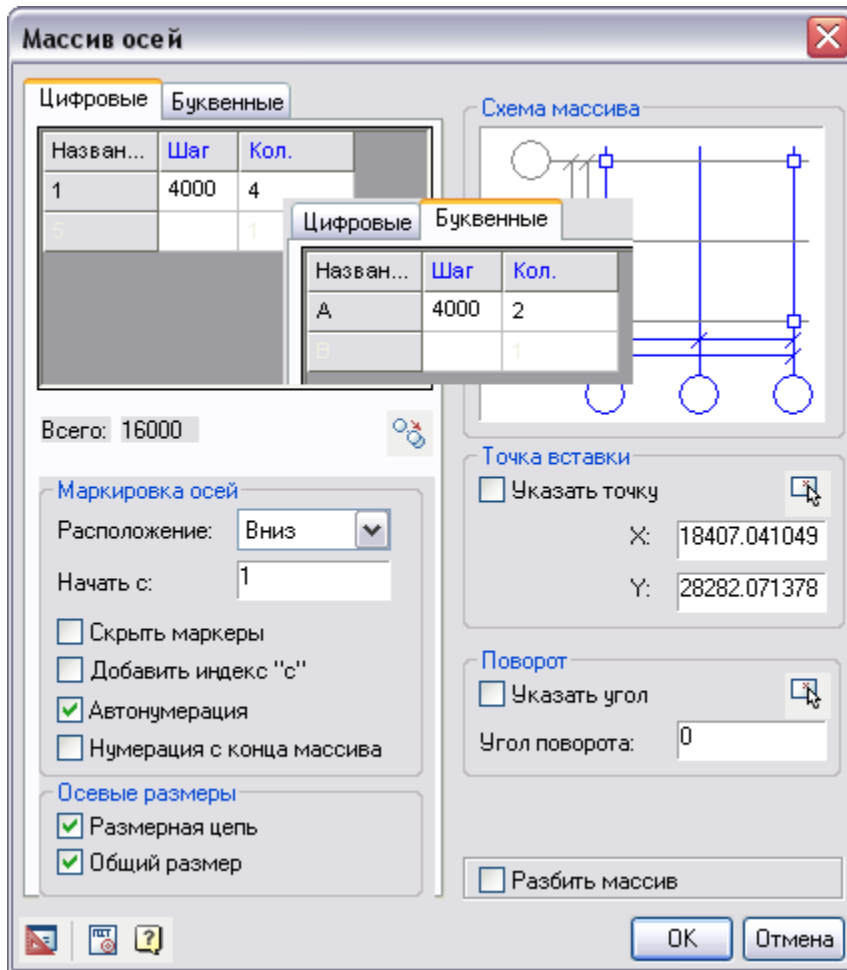 Массив осей
Цифровые Буквенные
Назван... Шаг Кол.
1 4000 4
5 1
Цифровые Буквенные
Назван... Шаг Кол.
А 4000 2
В 1
Всего: 16000
Маркировка осей
Расположение: Вниз
Начать с: 1
Скрыть маркеры
Добавить индекс "с"
Автонумерация
Нумерация с конца массива
Осевые размеры
Размерная цепь
Общий размер
Схема массива
Точка вставки
Указать точку
X: 18407.041049
Y: 28282.071378
Поворот
Указать угол
Угол поворота: 0
Разбить массив
OK Отмена